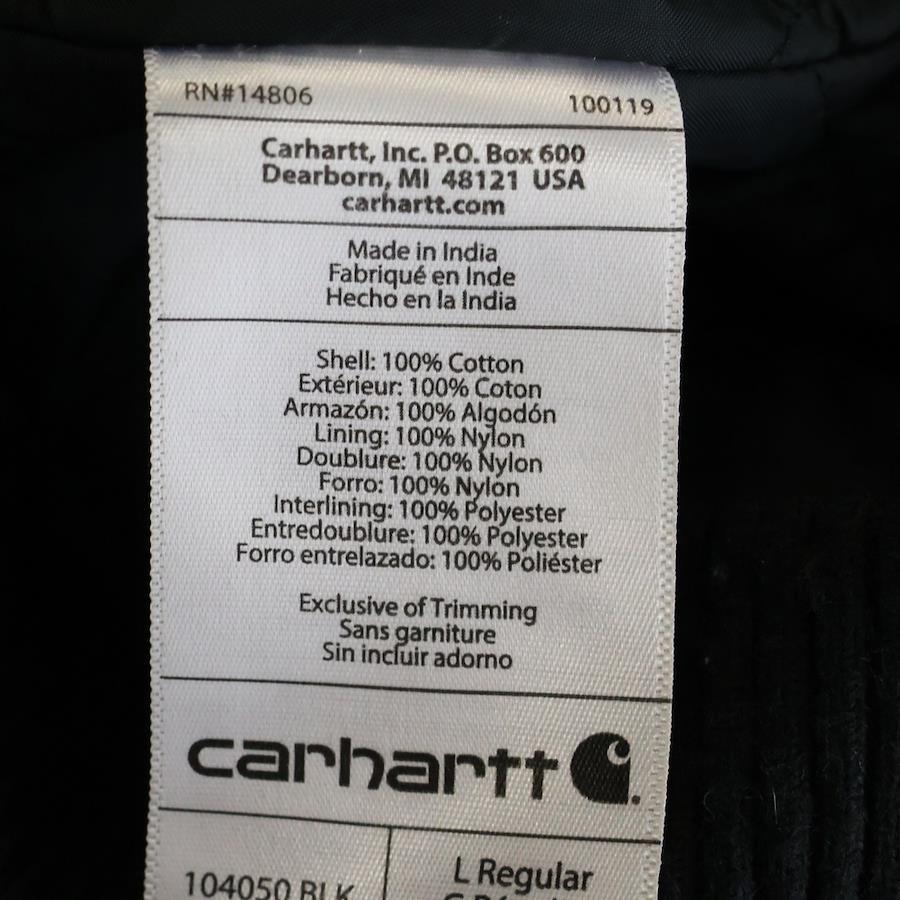 RN#14806 100119
Carhartt, Inc. P.O. Box 600
Dearborn, MI 48121 USA
carhartt.com
Made in India
Fabriqué en Inde
Hecho en la India
Shell: 100% Cotton
Extérieur: 100% Coton
Armazón: 100% Algodón
Lining: 100% Nylon
Doublure: 100% Nylon
Forro: 100% Nylon
Interlining: 100% Polyester
Entredoublure: 100% Polyester
Forro entrelazado: 100% Poliéster
Exclusive of Trimming
Sans garniture
Sin incluir adorno
carhartt
104050 BLK L Regular